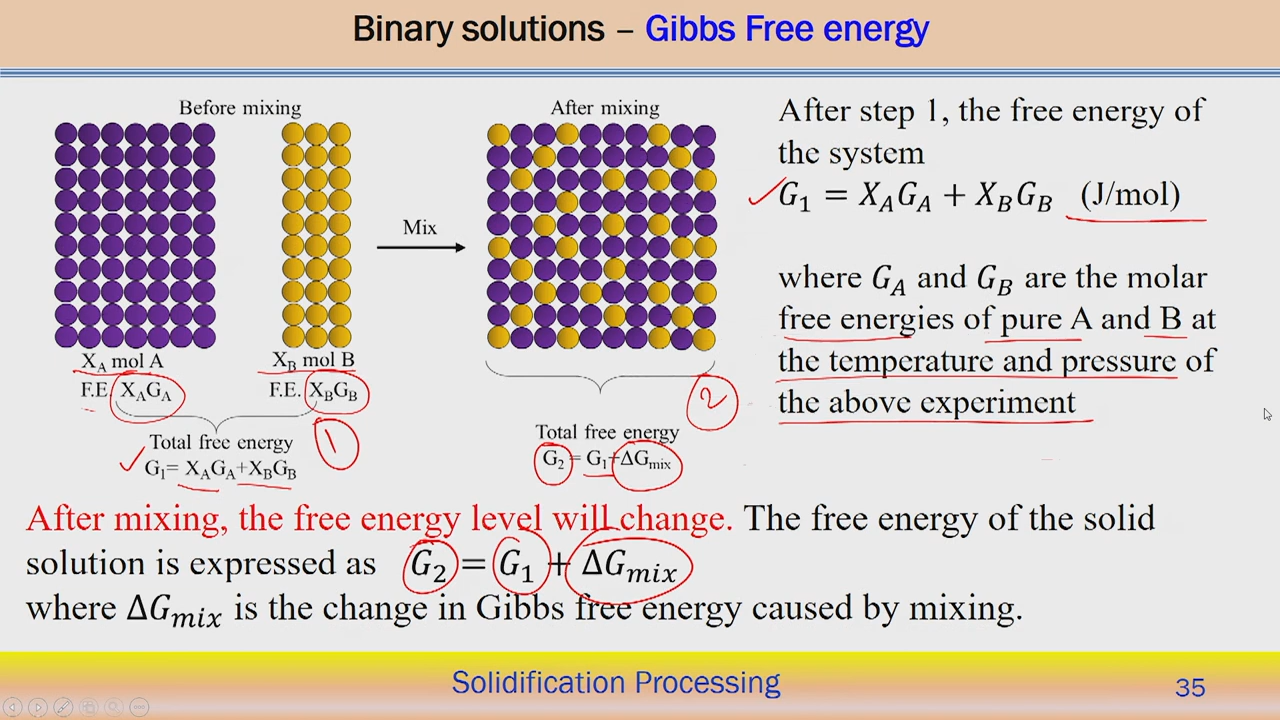 Binary solutions – Gibbs Free energy
Before mixing
After mixing
Mix
X_A mol A
X_B mol B
F.E. X_AG_A
F.E. X_BG_B
1
Total free energy
G_1= X_AG_A+X_BG_B
2
Total free energy
G_2 = G_1+ΔG_mix
After step 1, the free energy of
the system
G_1 = X_AG_A + X_BG_B (J/mol)
where G_A and G_B are the molar
free energies of pure A and B at
the temperature and pressure of
the above experiment
After mixing, the free energy level will change. The free energy of the solid
solution is expressed as G_2 = G_1 + ΔG_mix
where ΔG_mix is the change in Gibbs free energy caused by mixing.
Solidification Processing
35